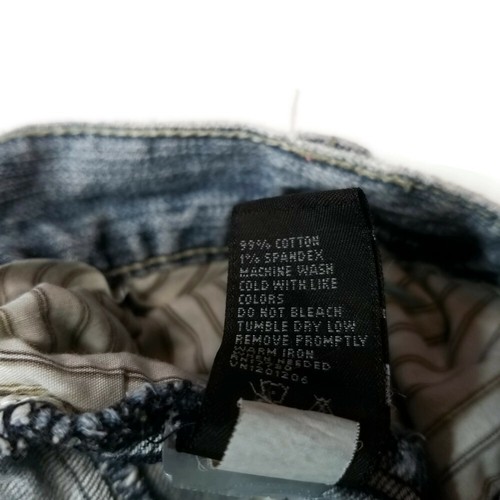 99% COTTON
1% SPANDEX
MACHINE WASH
COLD WITH LIKE
COLORS
DO NOT BLEACH
TUMBLE DRY LOW
REMOVE PROMPTLY
WARM IRON
NEEDED